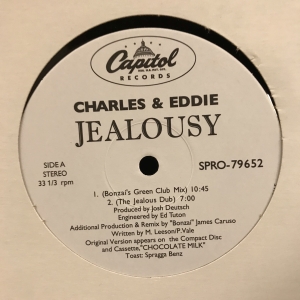 Capitol
RECORDS
CHARLES & EDDIE
JEALOUSY
SIDE A
STEREO
33 1/3 rpm
SPRO-79652
1. (Bonzai's Green Club Mix) 10:45
2. (The Jealous Dub) 7:00
Produced by Josh Deutsch
Engineered by Ed Tuton
Additional Production & Remix by "Bonzai" James Caruso
Written by M. Leeson/P.Vale
Original Version appears on the Compact Disc
and Cassette,"CHOCOLATE MILK"
Toast: Spragga Benz